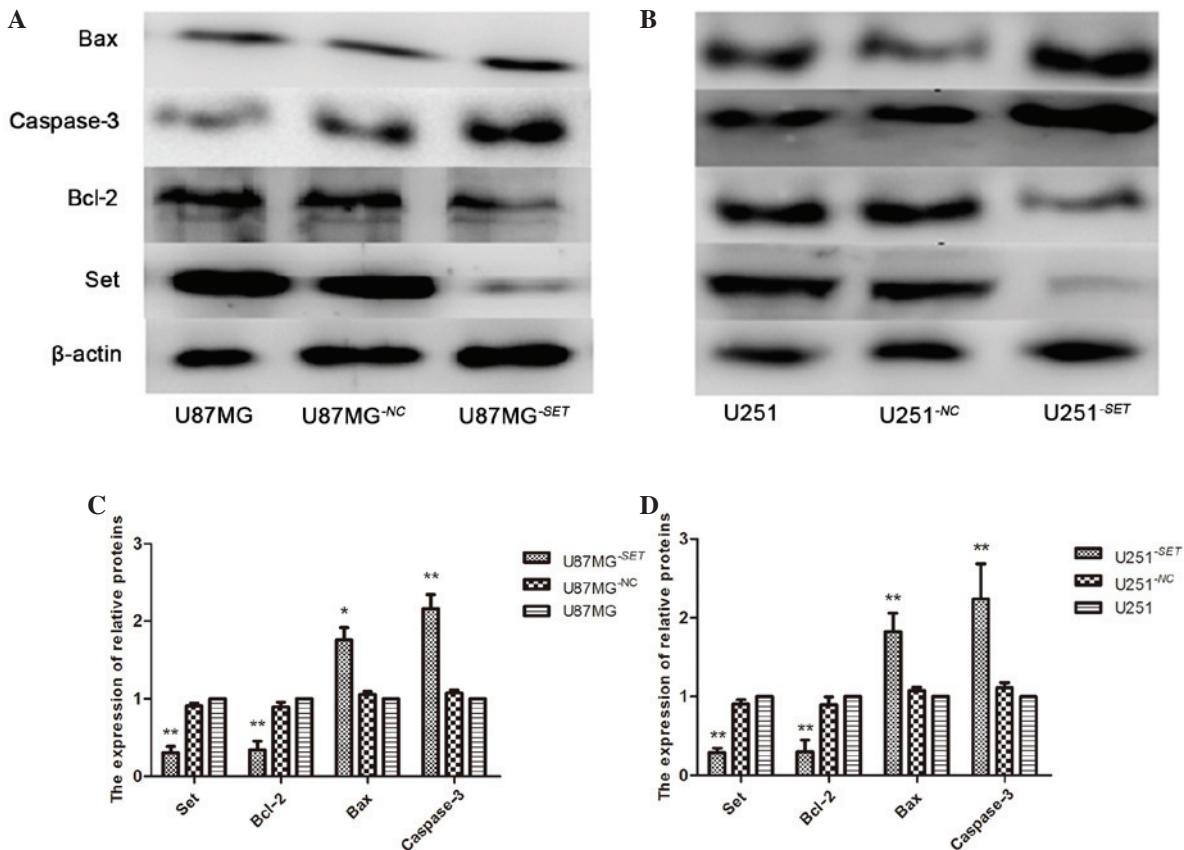 A
Bax
Caspase-3
Bcl-2
Set
β-actin
U87MG U87MG-NC U87MG-SET
B
U251 U251-NC U251-SET
C
The expression of relative proteins
3
2
1
0
** ** * **
Set Bcl-2 Bax Caspase-3
U87MG-SET
U87MG-NC
U87MG
D
The expression of relative proteins
3
2
1
0
** ** ** **
Set Bcl-2 Bax Caspase-3
U251-SET
U251-NC
U251